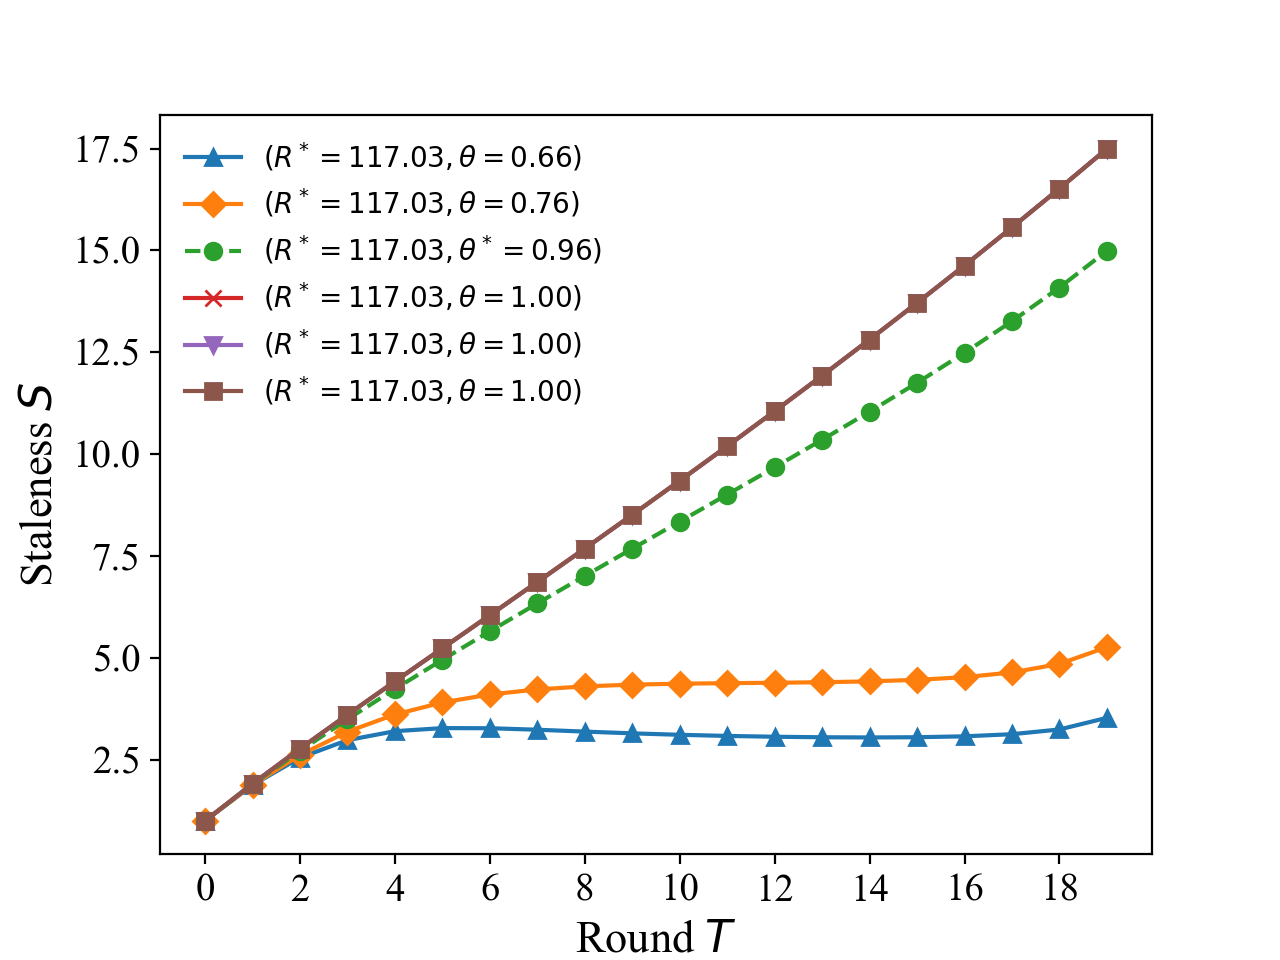 17.5
15.0
12.5
10.0
7.5
5.0
2.5
Staleness S
(R* = 117.03, θ = 0.66)
(R* = 117.03, θ = 0.76)
(R* = 117.03, θ* = 0.96)
(R* = 117.03, θ = 1.00)
(R* = 117.03, θ = 1.00)
(R* = 117.03, θ = 1.00)
0 2 4 6 8 10 12 14 16 18
Round T